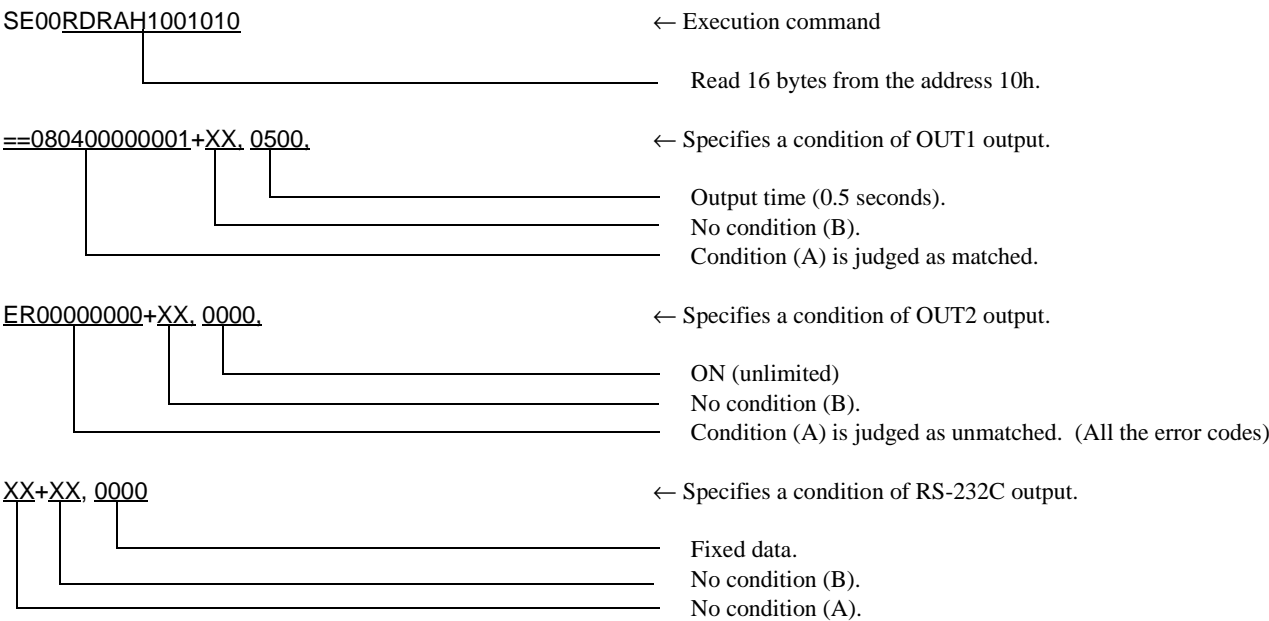 SE00RDRAH1001010 ← Execution command
Read 16 bytes from the address 10h.
==080400000001+XX, 0500, ← Specifies a condition of OUT1 output.
Output time (0.5 seconds).
No condition (B).
Condition (A) is judged as matched.
ER00000000+XX, 0000, ← Specifies a condition of OUT2 output.
ON (unlimited)
No condition (B).
Condition (A) is judged as unmatched. (All the error codes)
XX+XX, 0000 ← Specifies a condition of RS-232C output.
Fixed data.
No condition (B).
No condition (A).